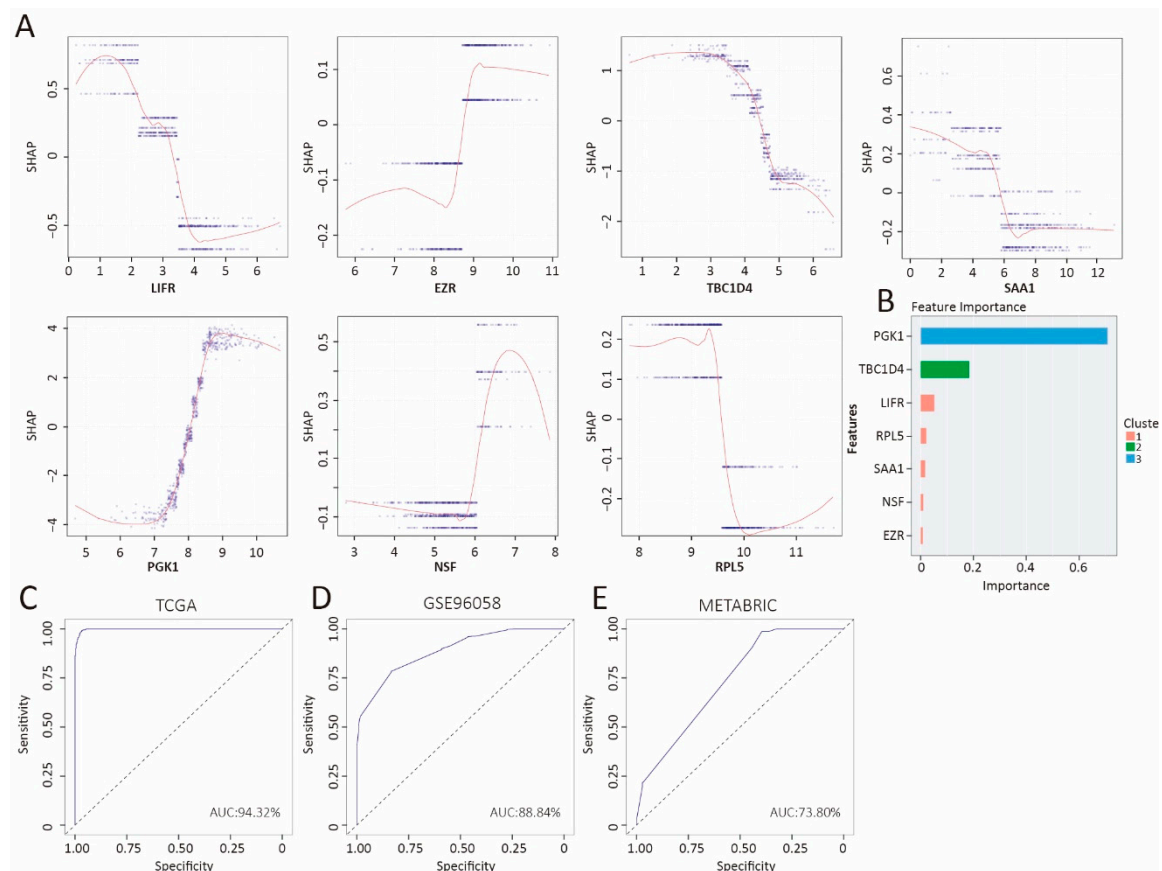 A
SHAP
0.5
0
-0.5
0 1 2 3 4 5 6
LIFR
SHAP
0.1
0
-0.1
-0.2
6 7 8 9 10 11
EZR
SHAP
1
0
-1
-2
1 2 3 4 5 6
TBC1D4
SHAP
0.6
0.4
0.2
0
-0.2
0 2 4 6 8 10 12
SAA1
SHAP
4
2
0
-2
-4
5 6 7 8 9 10
PGK1
SHAP
0.5
0.3
0.1
-0.1
3 4 5 6 7 8
NSF
SHAP
0.2
0.1
0
-0.1
-0.2
8 9 10 11
RPL5
B
Feature Importance
Features
PGK1
TBC1D4
LIFR
RPL5
SAA1
NSF
EZR
0 0.2 0.4 0.6
Importance
Cluste
1
2
3
C
TCGA
Sensitivity
1.00
0.75
0.50
0.25
0
AUC:94.32%
1.00 0.75 0.50 0.25 0
Specificity
D
GSE96058
Sensitivity
1.00
0.75
0.50
0.25
0
AUC:88.84%
1.00 0.75 0.50 0.25 0
Specificity
E
METABRIC
Sensitivity
1.00
0.75
0.50
0.25
0
AUC:73.80%
1.00 0.75 0.50 0.25 0
Specificity